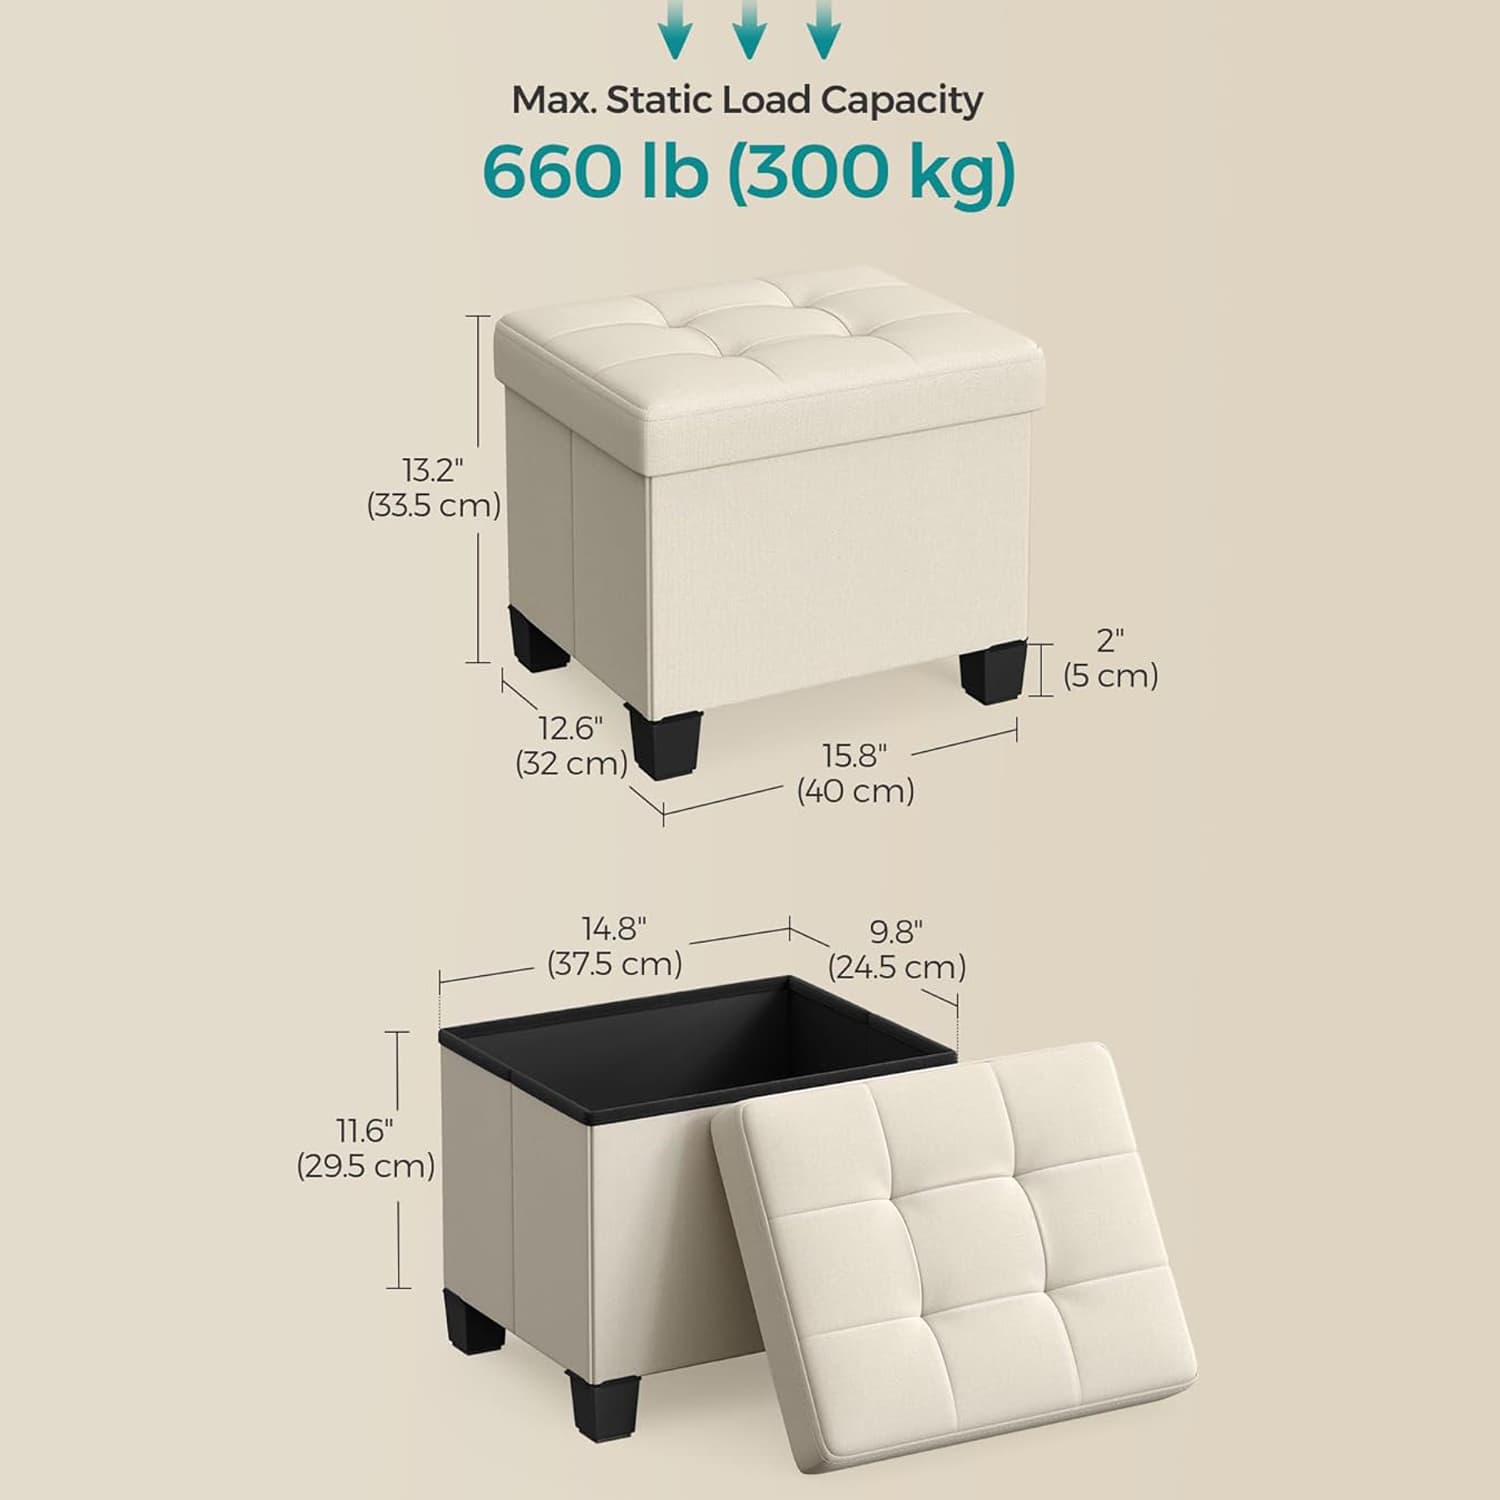 Max. Static Load Capacity
660 lb (300 kg)
13.2"
(33.5 cm)
2"
(5 cm)
12.6"
(32 cm)
15.8"
(40 cm)
14.8"
(37.5 cm)
9.8"
(24.5 cm)
11.6"
(29.5 cm)